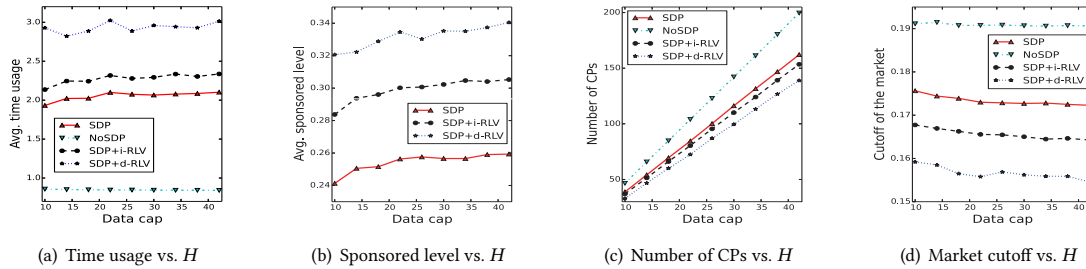 Avg. time usage
3.0
2.5
2.0
1.5
1.0
SDP
NoSDP
SDP+i-RLV
SDP+d-RLV
10 15 20 25 30 35 40
Data cap
(a) Time usage vs. H
Avg. sponsored level
0.34
0.32
0.30
0.28
0.26
0.24
SDP
SDP+i-RLV
SDP+d-RLV
10 15 20 25 30 35 40
Data cap
(b) Sponsored level vs. H
Number of CPs
200
150
100
50
SDP
NoSDP
SDP+i-RLV
SDP+d-RLV
10 15 20 25 30 35 40
Data cap
(c) Number of CPs vs. H
Cutoff of the market
0.19
0.18
0.17
0.16
0.15
SDP
NoSDP
SDP+i-RLV
SDP+d-RLV
10 15 20 25 30 35 40
Data cap
(d) Market cutoff vs. H